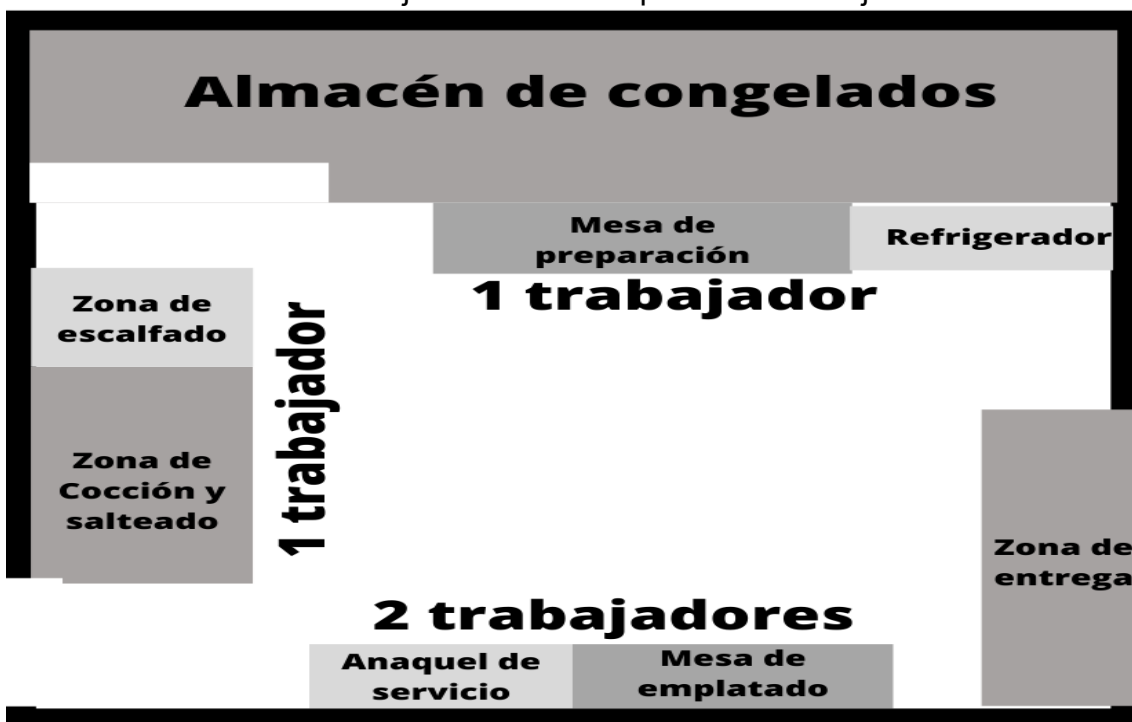 Almacén de congelados
Mesa de
preparación
Refrigerador
1 trabajador
Zona de
escalfado
1 trabajador
Zona de
Cocción y
salteado
Zona de
entrega
2 trabajadores
Anaquel de
servicio
Mesa de
emplatado